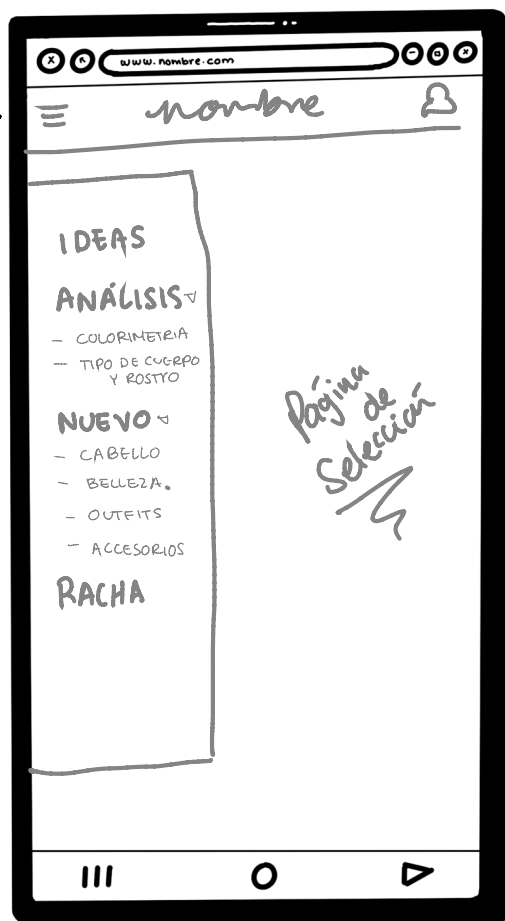 www.nombre.com
nombre
IDEAS
ANÁLISIS
- COLORIMETRIA
- TIPO DE CUERPO
Y ROSTRO
NUEVO
- CABELLO
- BELLEZA.
- OUTFITS
- ACCESORIOS
RACHA
Página
de
Selección